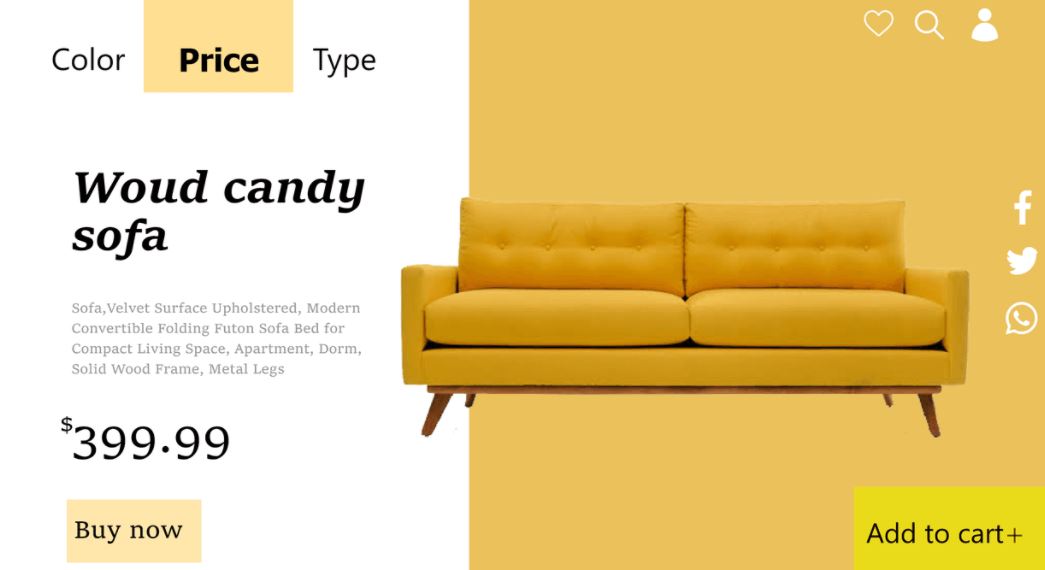 Color Price Type
Woud candy
sofa
Sofa,Velvet Surface Upholstered, Modern
Convertible Folding Futon Sofa Bed for
Compact Living Space, Apartment, Dorm,
Solid Wood Frame, Metal Legs
$399.99
Buy now
Add to cart+